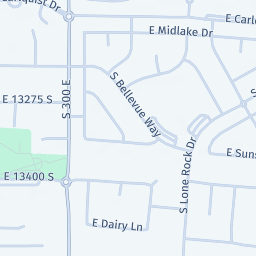 E Carl
E Midlake Dr
S Bellevue Way
E 13275 S
S 300 E
S Lone Rock Dr
E Suns
E 13400 S
E Dairy Ln